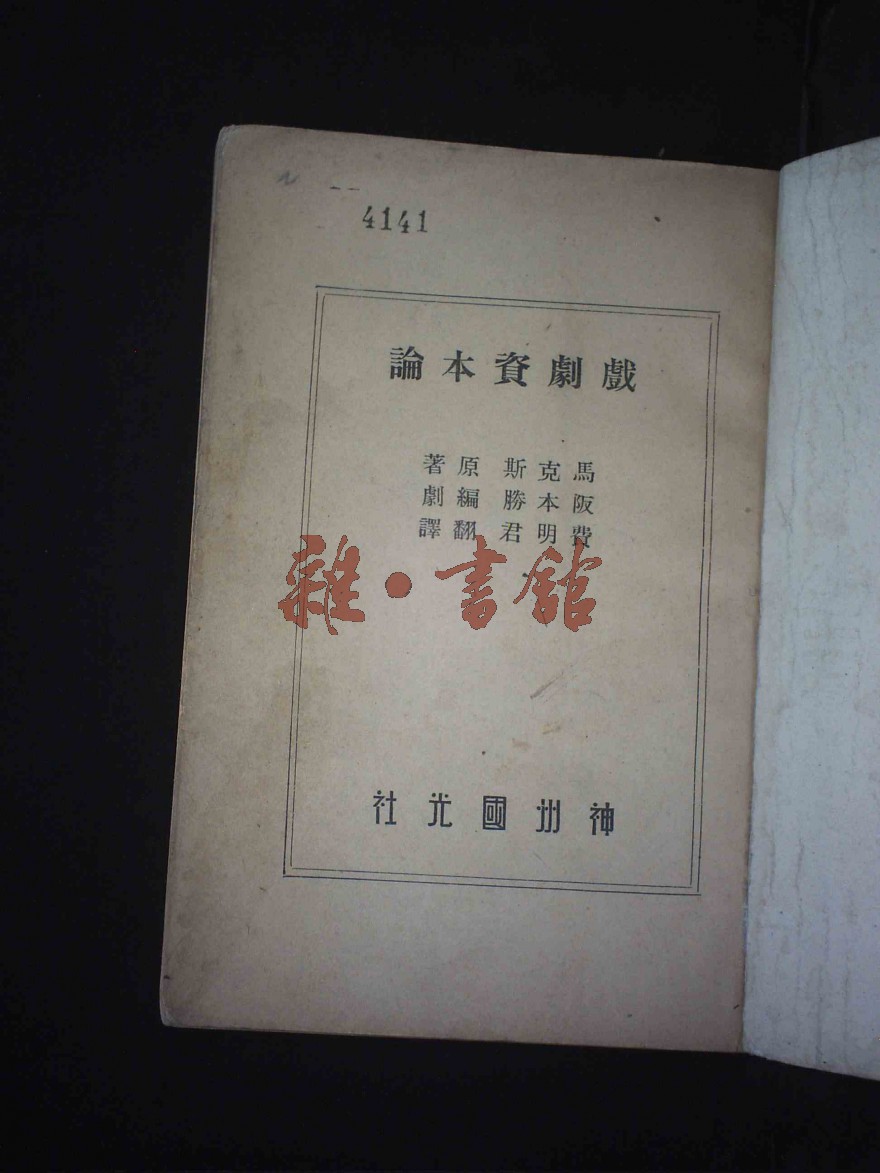 4141
戲劇資本論
馬克斯 原著
阪本勝 編劇
費明君 翻譯
雜·書館
神州國光社